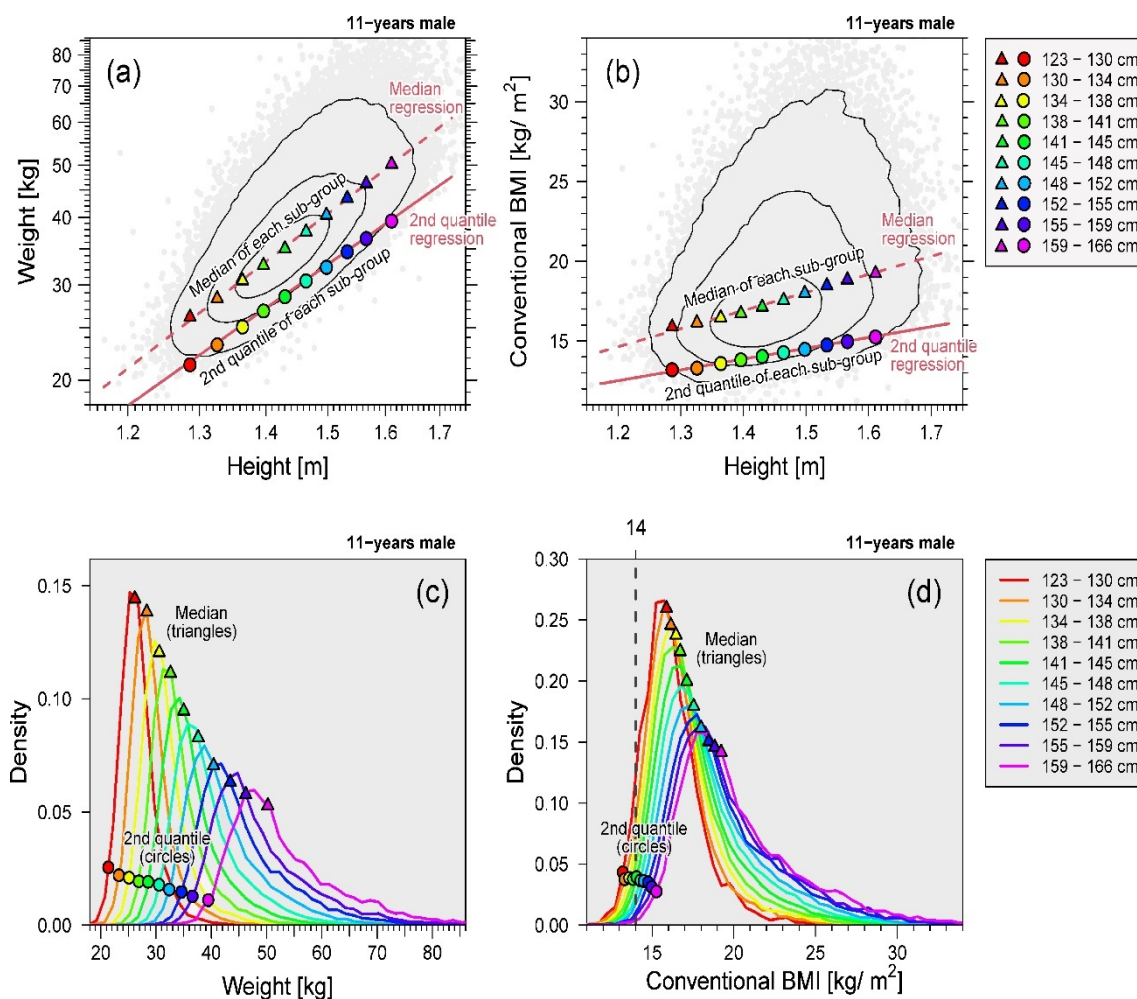 11−years male
(a)
80
70
60
50
40
30
20
Weight [kg]
Median
regression
Median of each sub-group
2nd quantile of each sub-group
2nd quantile
regression
1.2
1.3
1.4
1.5
1.6
1.7
Height [m]
11−years male
(b)
30
25
20
15
Conventional BMI [kg/ m²]
Median
regression
Median of each sub-group
2nd quantile of each sub-group
2nd quantile
regression
1.2
1.3
1.4
1.5
1.6
1.7
Height [m]
123 − 130 cm
130 − 134 cm
134 − 138 cm
138 − 141 cm
141 − 145 cm
145 − 148 cm
148 − 152 cm
152 − 155 cm
155 − 159 cm
159 − 166 cm
11−years male
(c)
0.15
0.10
0.05
0.00
Density
Median
(triangles)
2nd quantile
(circles)
20
30
40
50
60
70
80
Weight [kg]
14
11−years male
(d)
0.30
0.25
0.20
0.15
0.10
0.05
0.00
Density
Median
(triangles)
2nd quantile
(circles)
15
20
25
30
Conventional BMI [kg/ m²]
123 − 130 cm
130 − 134 cm
134 − 138 cm
138 − 141 cm
141 − 145 cm
145 − 148 cm
148 − 152 cm
152 − 155 cm
155 − 159 cm
159 − 166 cm